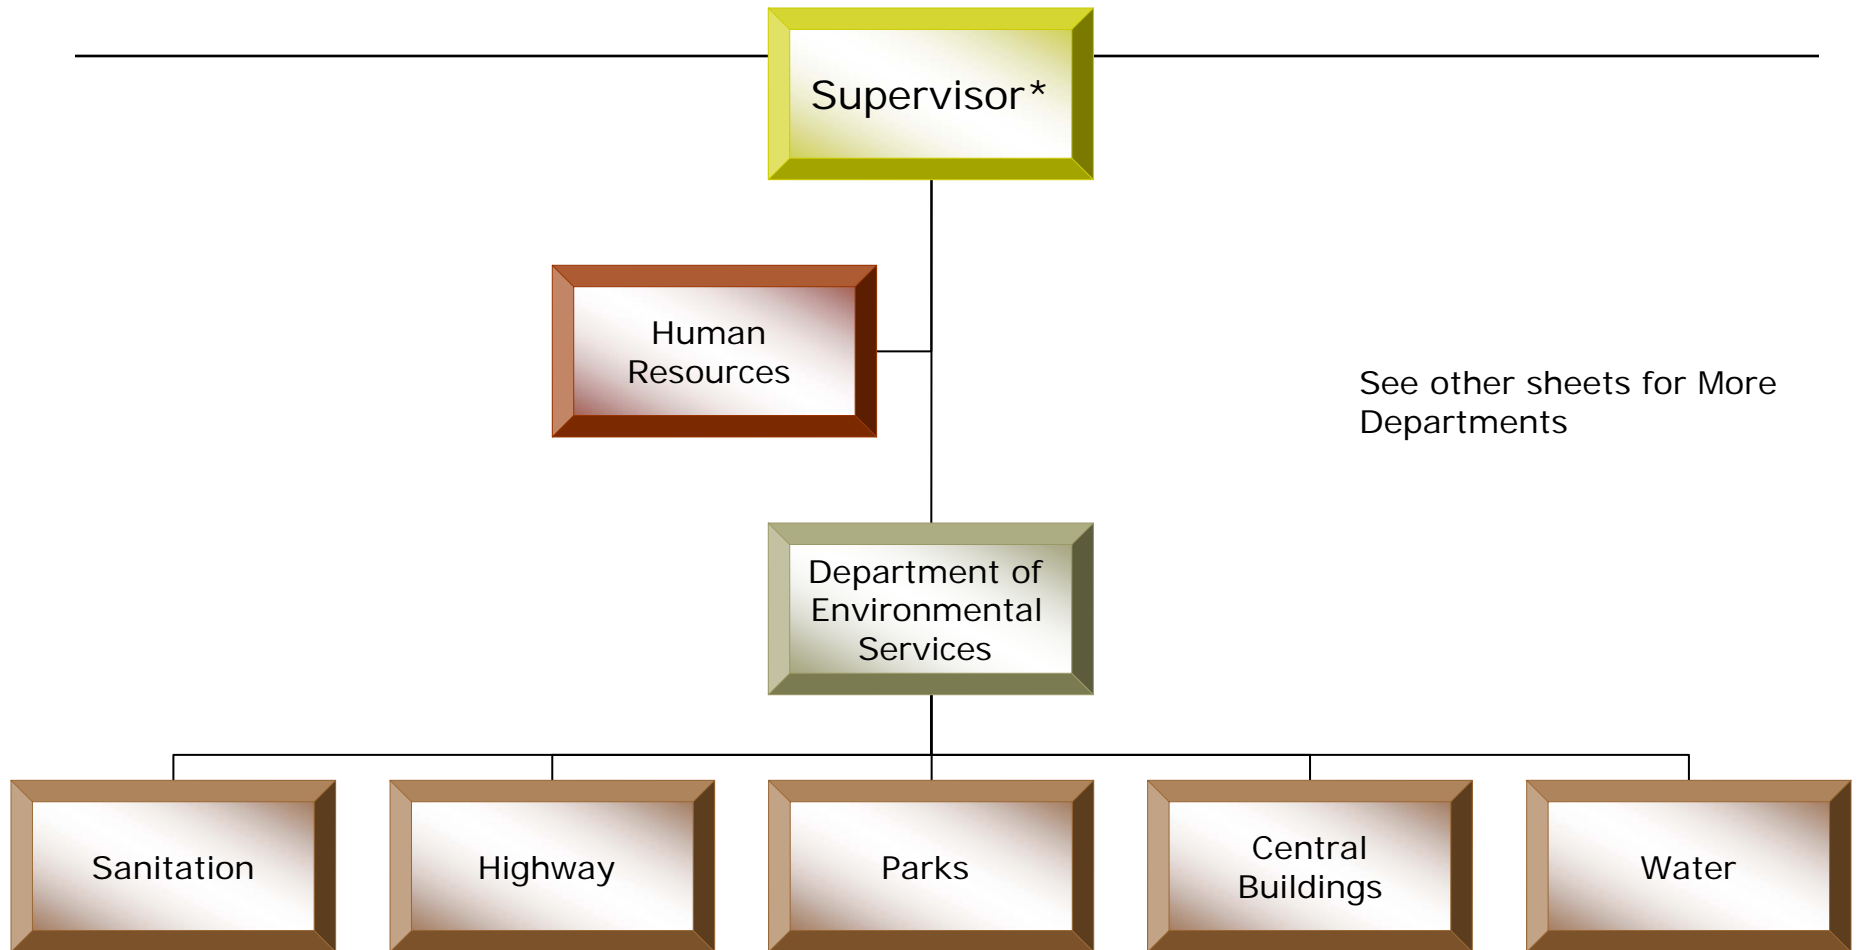 Supervisor*
Human
Resources
See other sheets for More
Departments
Department of
Environmental
Services
Sanitation
Highway
Parks
Central
Buildings
Water